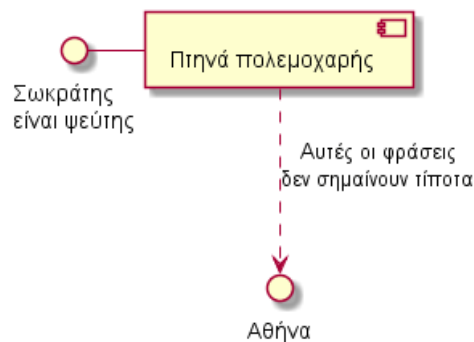 Πτηνά πολεμοχαρής
Σωκράτης
είναι ψεύτης
Αυτές οι φράσεις
δεν σημαίνουν τίποτα
Αθήνα